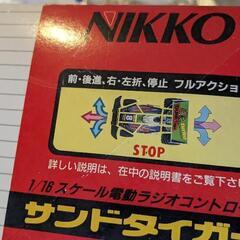 NIKKO
前・後進、右・左折、停止 フルアクショ
STOP
詳しい説明は、在中の説明書をご覧下さ
1/16スケール電動ラジオコントロ
サンドタイガー